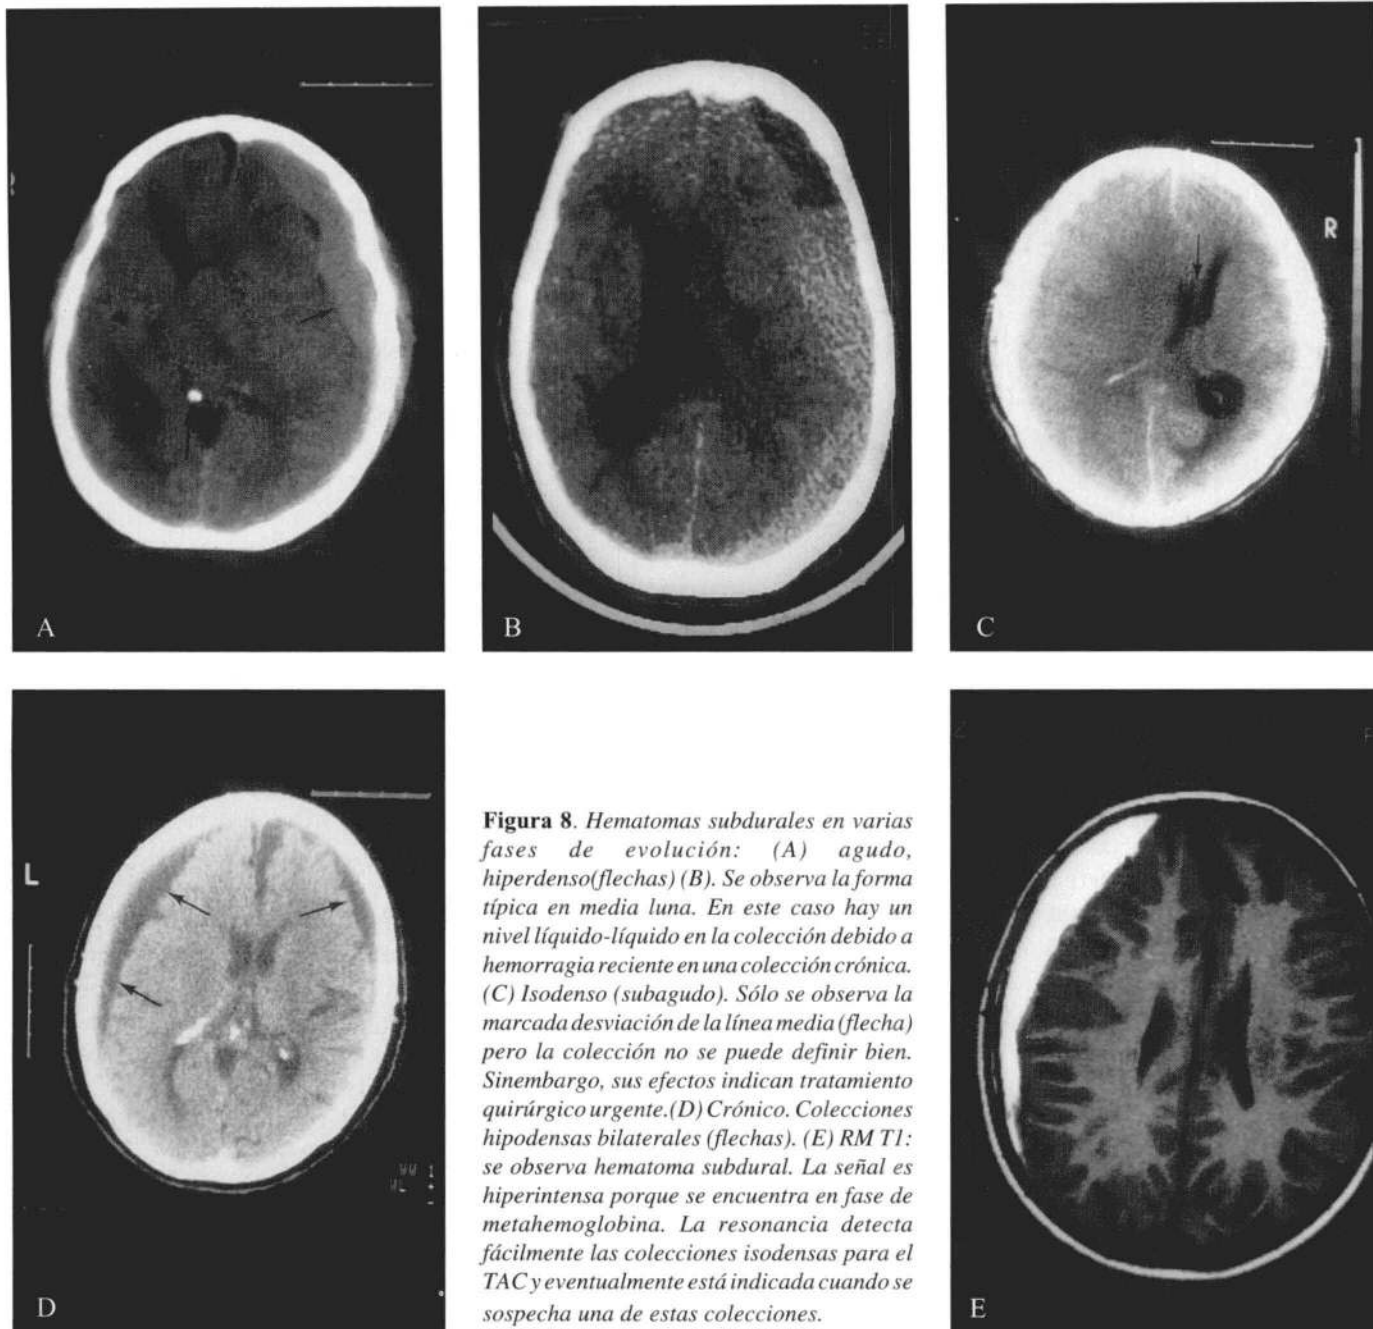 A
B
R
C
L
D
Figura 8. Hematomas subdurales en varias
fases de evolución: (A) agudo,
hiperdenso(flechas) (B). Se observa la forma
típica en media luna. En este caso hay un
nivel líquido-líquido en la colección debido a
hemorragia reciente en una colección crónica.
(C) Isodenso (subagudo). Sólo se observa la
marcada desviación de la línea media (flecha)
pero la colección no se puede definir bien.
Sinembargo, sus efectos indican tratamiento
quirúrgico urgente.(D) Crónico. Colecciones
hipodensas bilaterales (flechas). (E) RM T1:
se observa hematoma subdural. La señal es
hiperintensa porque se encuentra en fase de
metahemoglobina. La resonancia detecta
fácilmente las colecciones isodensas para el
TAC y eventualmente está indicada cuando se
sospecha una de estas colecciones.
E